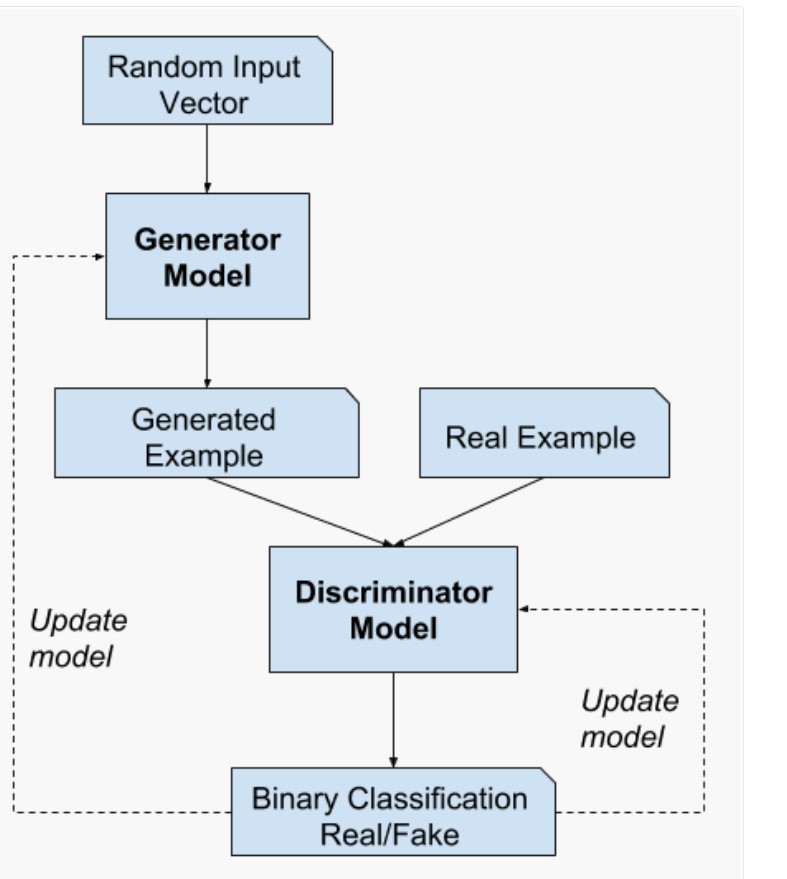 Random Input
Vector
Generator
Model
Generated
Example
Real Example
Discriminator
Model
Update
model
Update
model
Binary Classification
Real/Fake